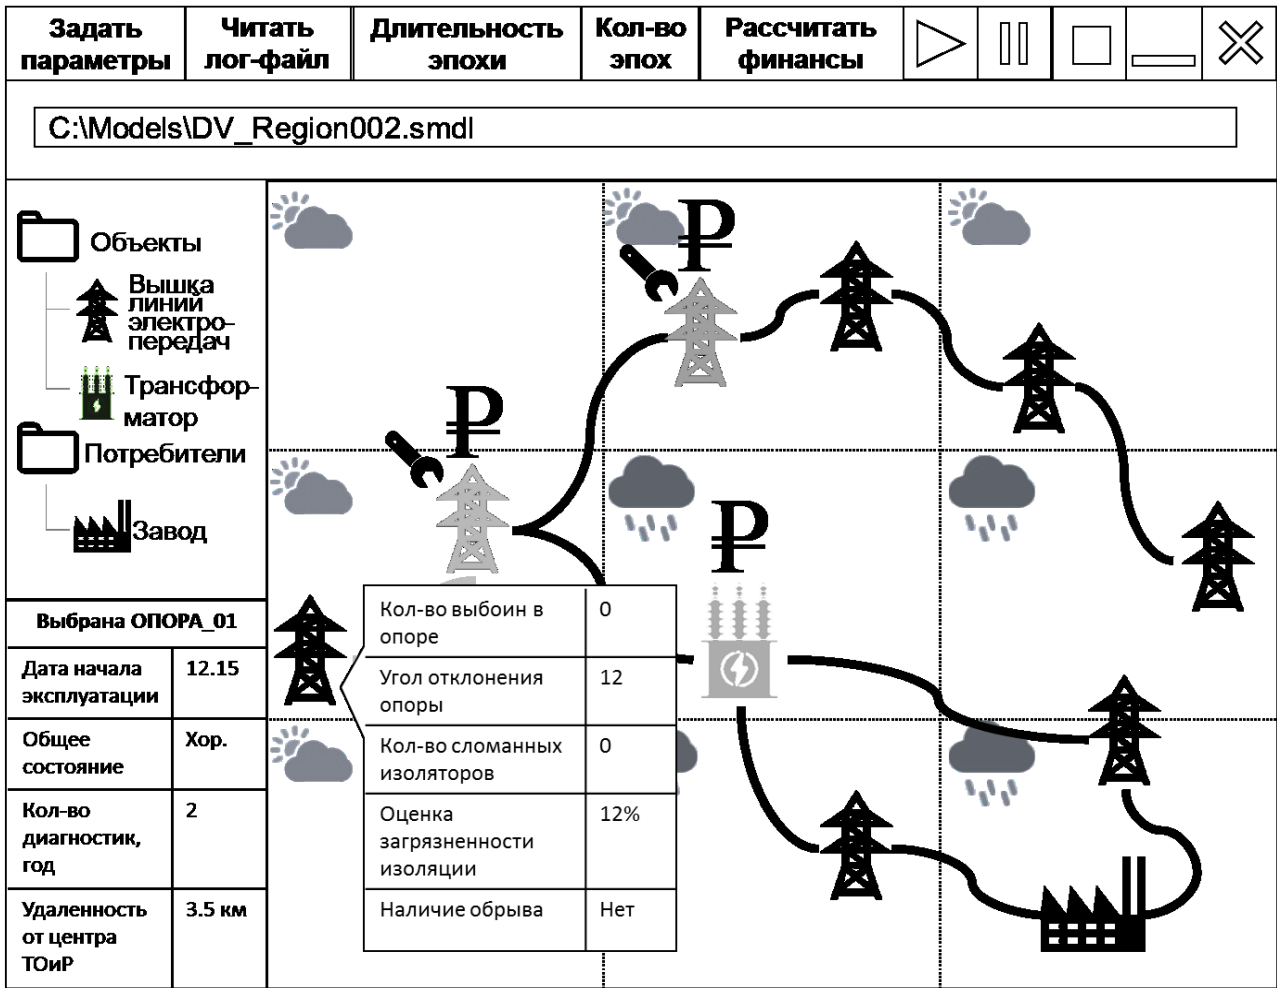 Задать
параметры
Читать
лог-файл
Длительность
эпохи
Кол-во
эпох
Рассчитать
финансы
C:\Models\DV_Region002.smdl
Объекты
Вышка
линий
электро-
передач
Трансфор-
матор
Потребители
Завод
Выбрана ОПОРА_01
Дата начала
эксплуатации
12.15
Общее
состояние
Хор.
Кол-во
диагностик,
год
2
Удаленность
от центра
ТОиР
3.5 км
₽
₽
₽
Кол-во выбоин в
опоре
0
Угол отклонения
опоры
12
Кол-во сломанных
изоляторов
0
Оценка
загрязненности
изоляции
12%
Наличие обрыва
Нет